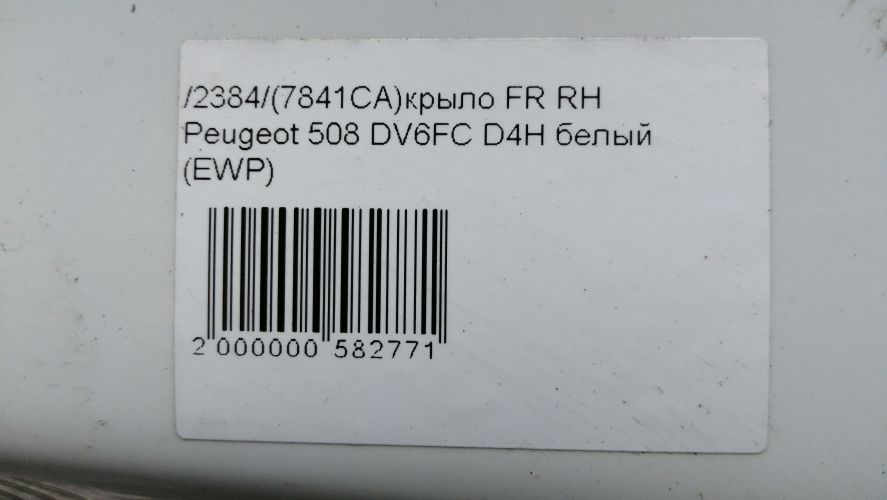 /2384/(7841CA)крыло FR RH
Peugeot 508 DV6FC D4H белый
(EWP)
2 000000 582771